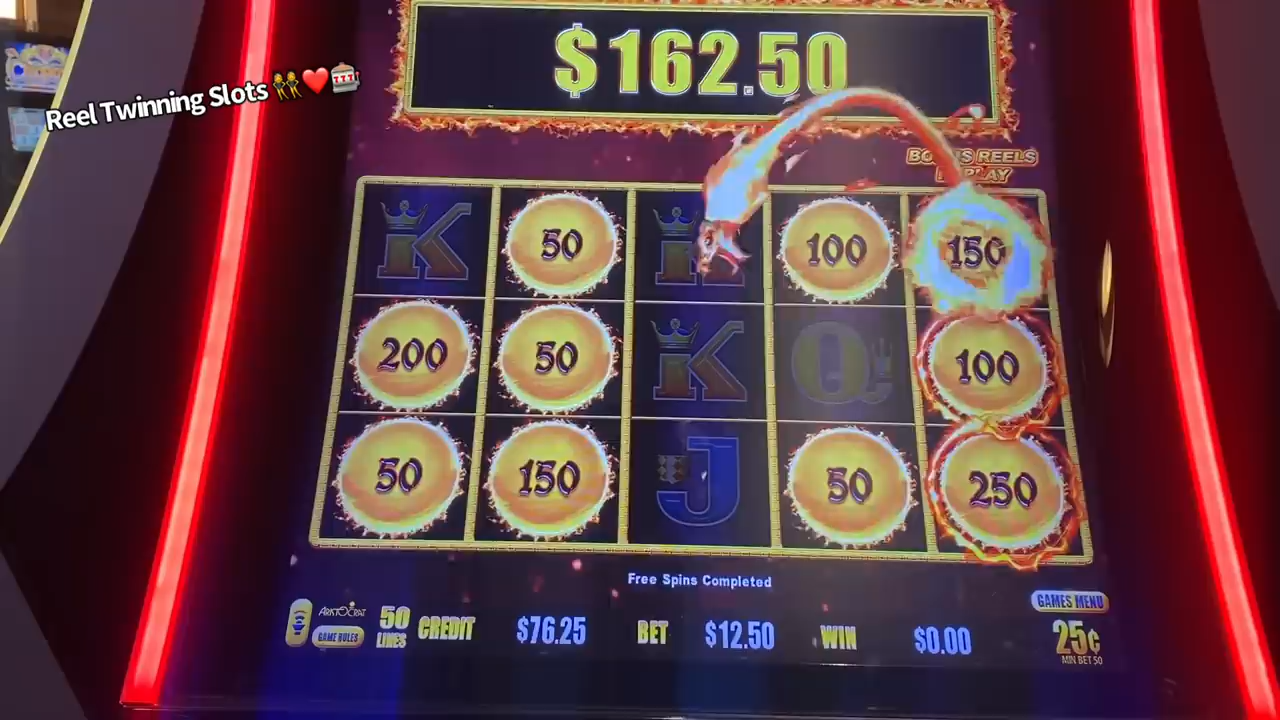 $162.50
Reel Twinning Slots 👯❤️🎰
BONUS REELS
IN PLAY
K 50 K 100 150
200 50 K Q 100
50 150 J 50 250
Free Spins Completed
GAMES MENU
ARISTOCRAT
GAME RULES
50
LINES
CREDIT $76.25 BET $12.50 WIN $0.00
25¢
MIN BET 50